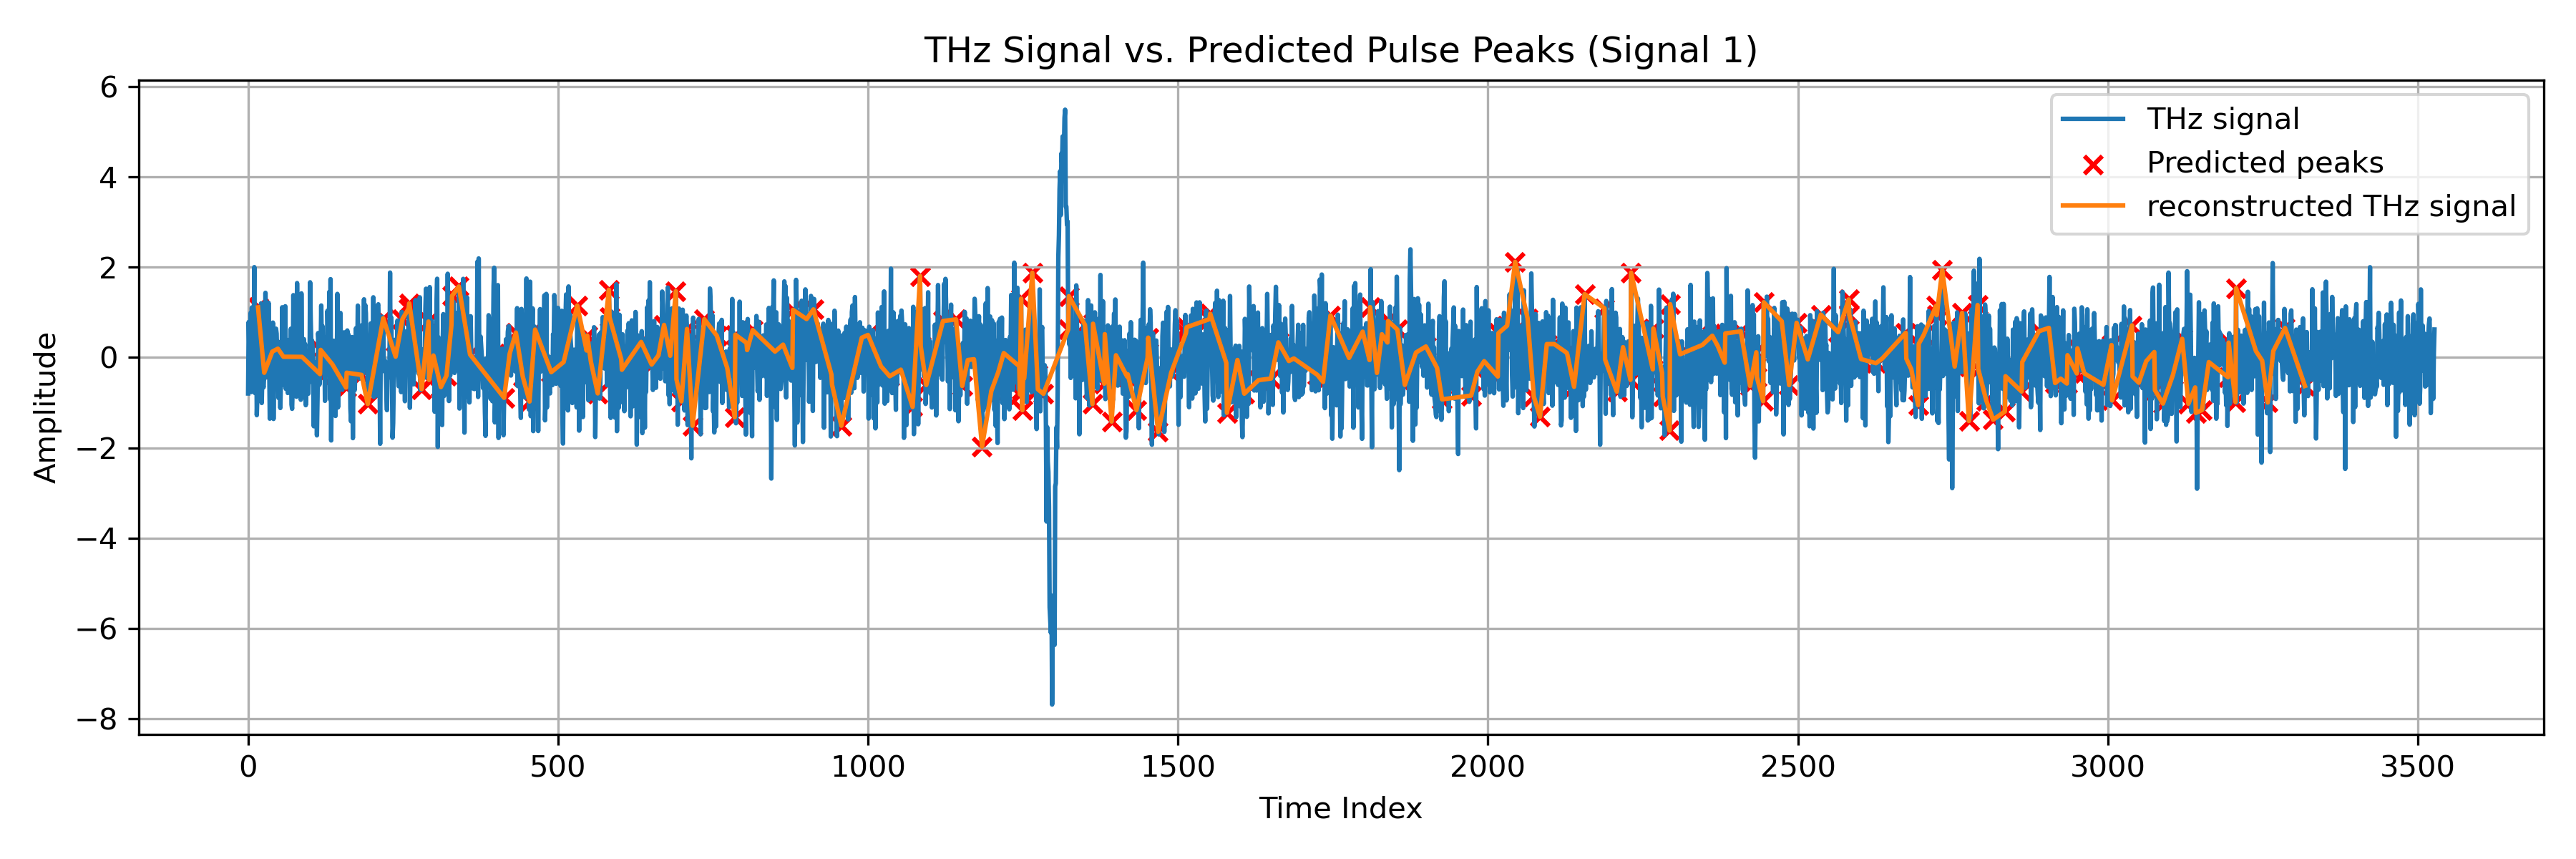 THz Signal vs. Predicted Pulse Peaks (Signal 1)
6
4
2
0
−2
−4
−6
−8
Amplitude
THz signal
Predicted peaks
reconstructed THz signal
0 500 1000 1500 2000 2500 3000 3500
Time Index